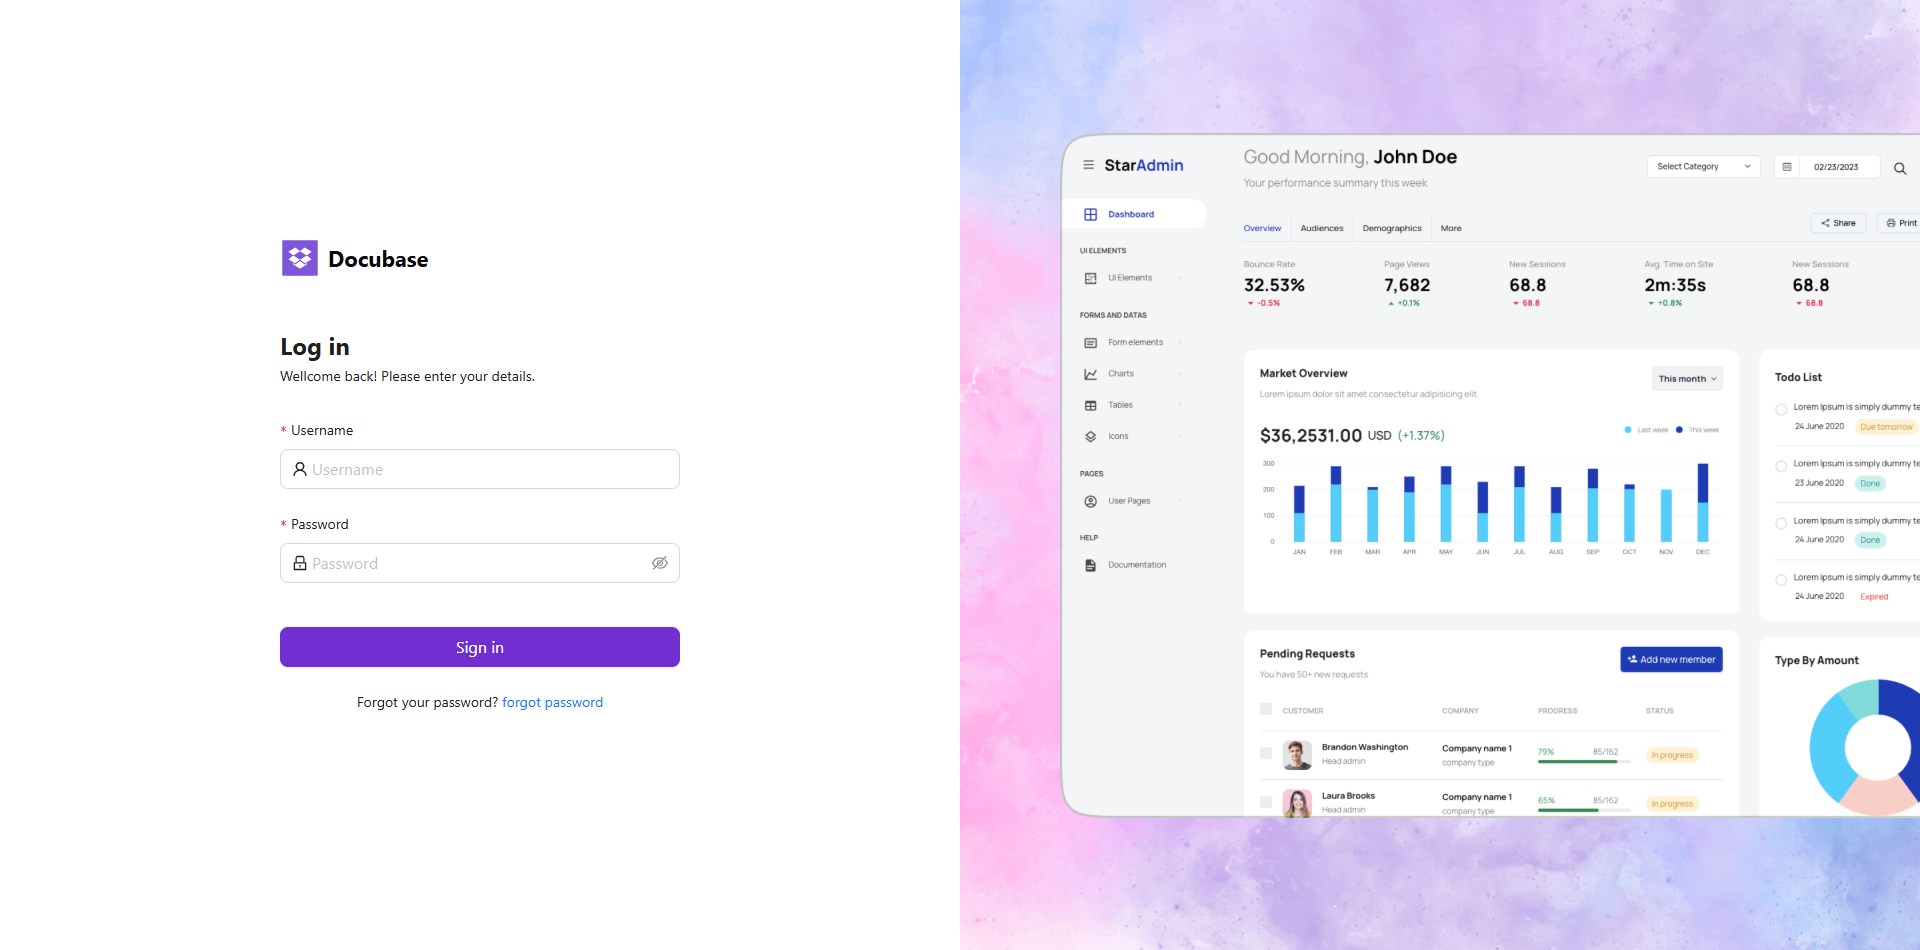 Docubase
Log in
Wellcome back! Please enter your details.
* Username
Username
* Password
Password
Sign in
Forgot your password? forgot password
StarAdmin
Dashboard
UI ELEMENTS
UI Elements
FORMS AND DATAS
Form elements
Charts
Tables
Icons
PAGES
User Pages
HELP
Documentation
Good Morning, John Doe
Your performance summary this week
Select Category
02/23/2023
Overview Audiences Demographics More
Share Print
Bounce Rate Page Views New Sessions Avg. Time on Site New Sessions
32.53% 7,682 68.8 2m:35s 68.8
-0.5% +0.1% 68.8 +0.8% 68.8
Market Overview
Lorem ipsum dolor sit amet consectetur adipisicing elit
This month
$36,2531.00 USD (+1.37%)
Last week This week
300
200
100
0
JAN FEB MAR APR MAY JUN JUL AUG SEP OCT NOV DEC
Todo List
Lorem Ipsum is simply dummy te
24 June 2020 Due tomorrow
Lorem Ipsum is simply dummy te
23 June 2020 Done
Lorem Ipsum is simply dummy te
24 June 2020 Done
Lorem Ipsum is simply dummy te
24 June 2020 Expired
Pending Requests
You have 50+ new requests
Add new member
CUSTOMER COMPANY PROGRESS STATUS
Brandon Washington Company name 1 79% 85/162 In progress
Head admin company type
Laura Brooks Company name 1 65% 85/162 In progress
Head admin company type
Type By Amount